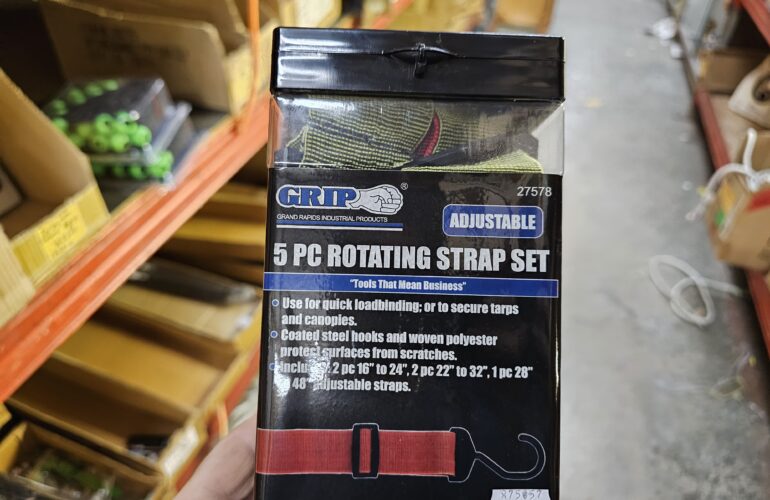 GRIP®
GRAND RAPIDS INDUSTRIAL PRODUCTS
27578
ADJUSTABLE
5 PC ROTATING STRAP SET
"Tools That Mean Business"
Use for quick loadbinding; or to secure tarps
and canopies.
Coated steel hooks and woven polyester
protect surfaces from scratches.
2 pc 16" to 24", 2 pc 22" to 32", 1 pc 28"
48" adjustable straps.